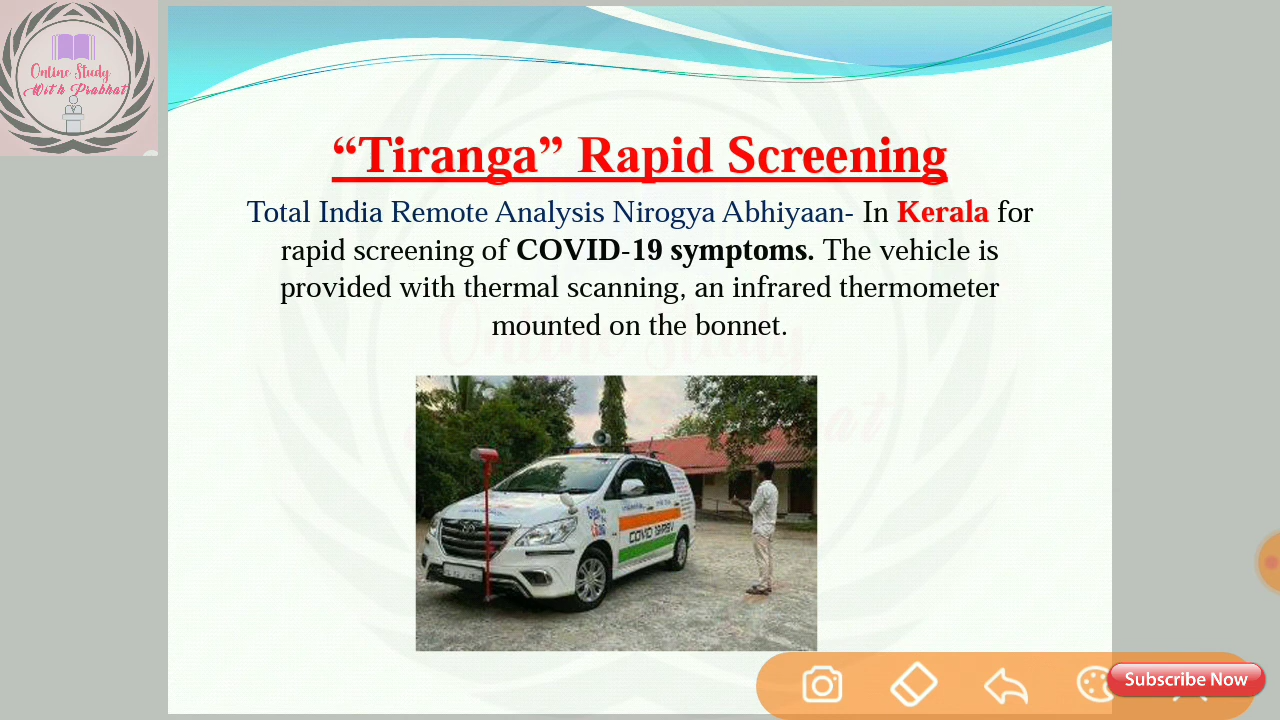 Online Study
With Prabhat
“Tiranga” Rapid Screening
Total India Remote Analysis Nirogya Abhiyaan- In Kerala for
rapid screening of COVID-19 symptoms. The vehicle is
provided with thermal scanning, an infrared thermometer
mounted on the bonnet.
Subscribe Now